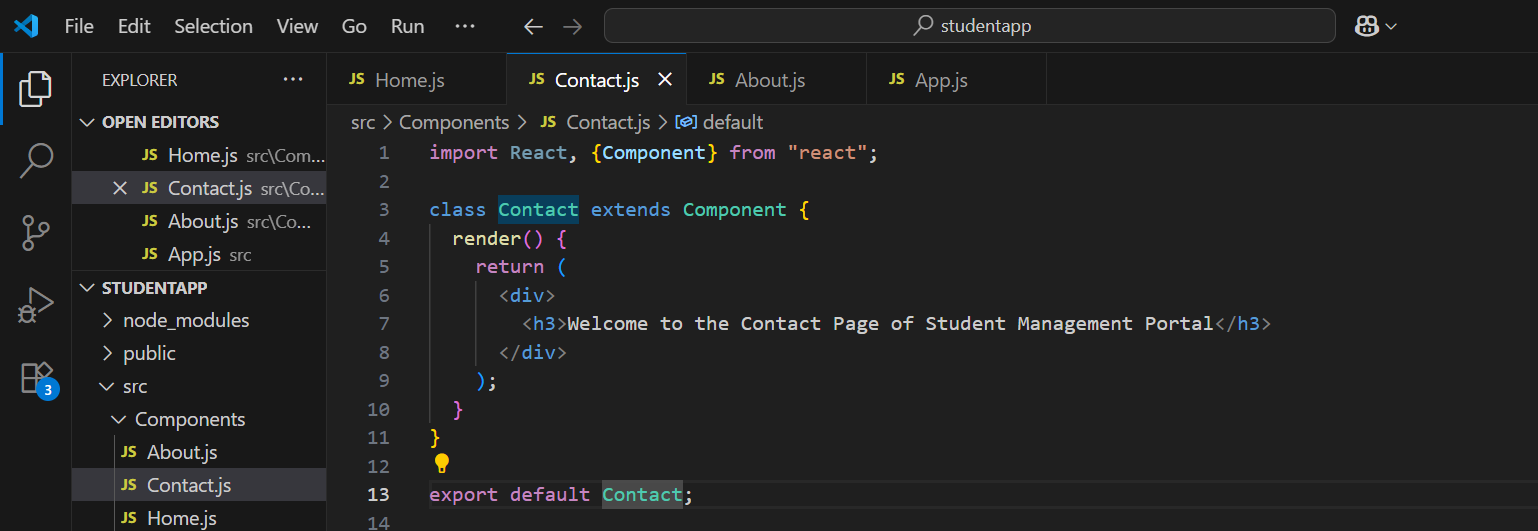 File Edit Selection View Go Run ··· studentapp
EXPLORER ···
OPEN EDITORS
JS Home.js src\Com...
JS Contact.js src\Co...
JS About.js src\Co...
JS App.js src
STUDENTAPP
node_modules
public
src
Components
JS About.js
JS Contact.js
JS Home.js
3
JS Home.js JS Contact.js JS About.js JS App.js
src > Components > JS Contact.js > default
1 import React, {Component} from "react";
2
3 class Contact extends Component {
4 render() {
5 return (
6 <div>
7 <h3>Welcome to the Contact Page of Student Management Portal</h3>
8 </div>
9 );
10 }
11 }
12
13 export default Contact;
14